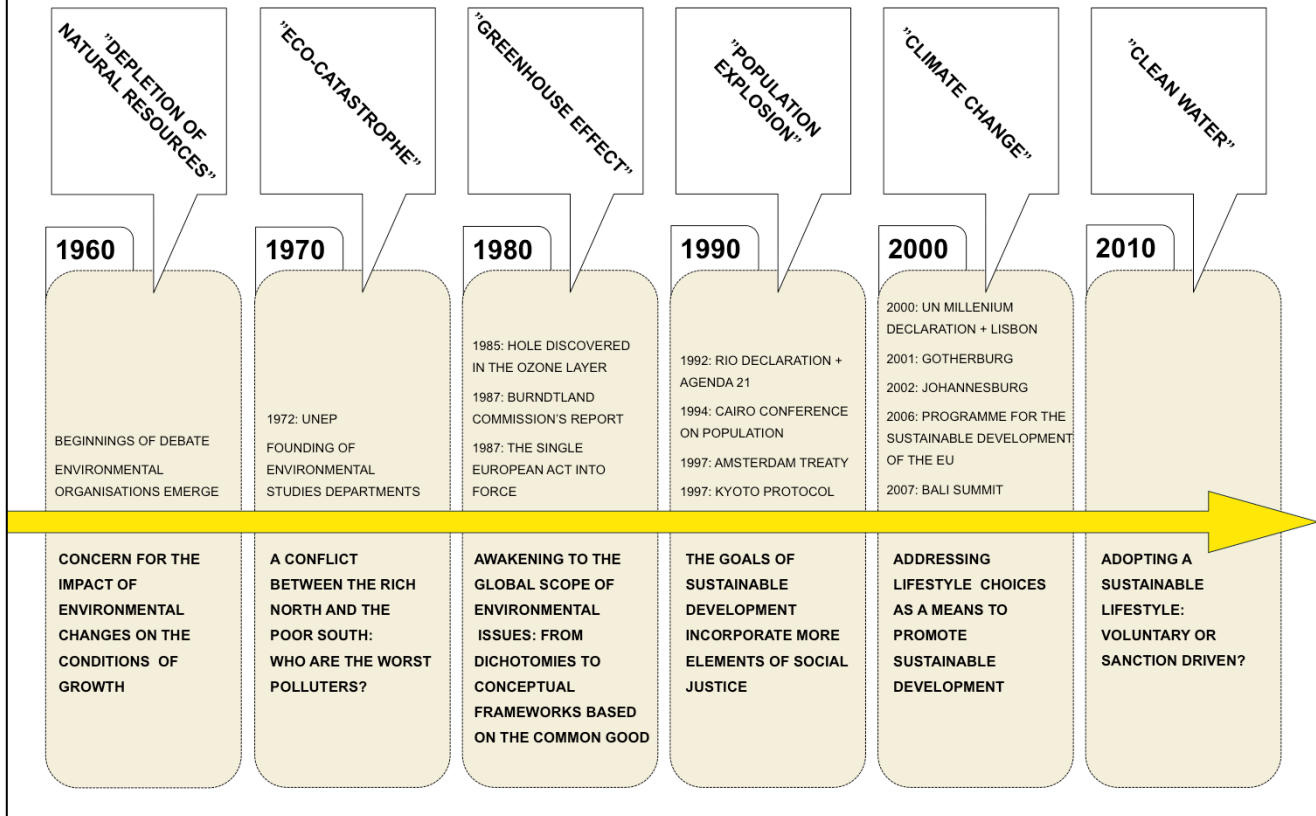 ”DEPLETION OF
NATURAL RESOURCES”
”ECO-CATASTROPHE”
”GREENHOUSE EFFECT”
”POPULATION
EXPLOSION”
”CLIMATE CHANGE”
”CLEAN WATER”
1960
BEGINNINGS OF DEBATE
ENVIRONMENTAL
ORGANISATIONS EMERGE
CONCERN FOR THE
IMPACT OF
ENVIRONMENTAL
CHANGES ON THE
CONDITIONS OF
GROWTH
1970
1972: UNEP
FOUNDING OF
ENVIRONMENTAL
STUDIES DEPARTMENTS
A CONFLICT
BETWEEN THE RICH
NORTH AND THE
POOR SOUTH:
WHO ARE THE WORST
POLLUTERS?
1980
1985: HOLE DISCOVERED
IN THE OZONE LAYER
1987: BURNDTLAND
COMMISSION’S REPORT
1987: THE SINGLE
EUROPEAN ACT INTO
FORCE
AWAKENING TO THE
GLOBAL SCOPE OF
ENVIRONMENTAL
ISSUES: FROM
DICHOTOMIES TO
CONCEPTUAL
FRAMEWORKS BASED
ON THE COMMON GOOD
1990
1992: RIO DECLARATION +
AGENDA 21
1994: CAIRO CONFERENCE
ON POPULATION
1997: AMSTERDAM TREATY
1997: KYOTO PROTOCOL
THE GOALS OF
SUSTAINABLE
DEVELOPMENT
INCORPORATE MORE
ELEMENTS OF SOCIAL
JUSTICE
2000
2000: UN MILLENIUM
DECLARATION + LISBON
2001: GOTHERBURG
2002: JOHANNESBURG
2006: PROGRAMME FOR THE
SUSTAINABLE DEVELOPMENT
OF THE EU
2007: BALI SUMMIT
ADDRESSING
LIFESTYLE CHOICES
AS A MEANS TO
PROMOTE
SUSTAINABLE
DEVELOPMENT
2010
ADOPTING A
SUSTAINABLE
LIFESTYLE:
VOLUNTARY OR
SANCTION DRIVEN?